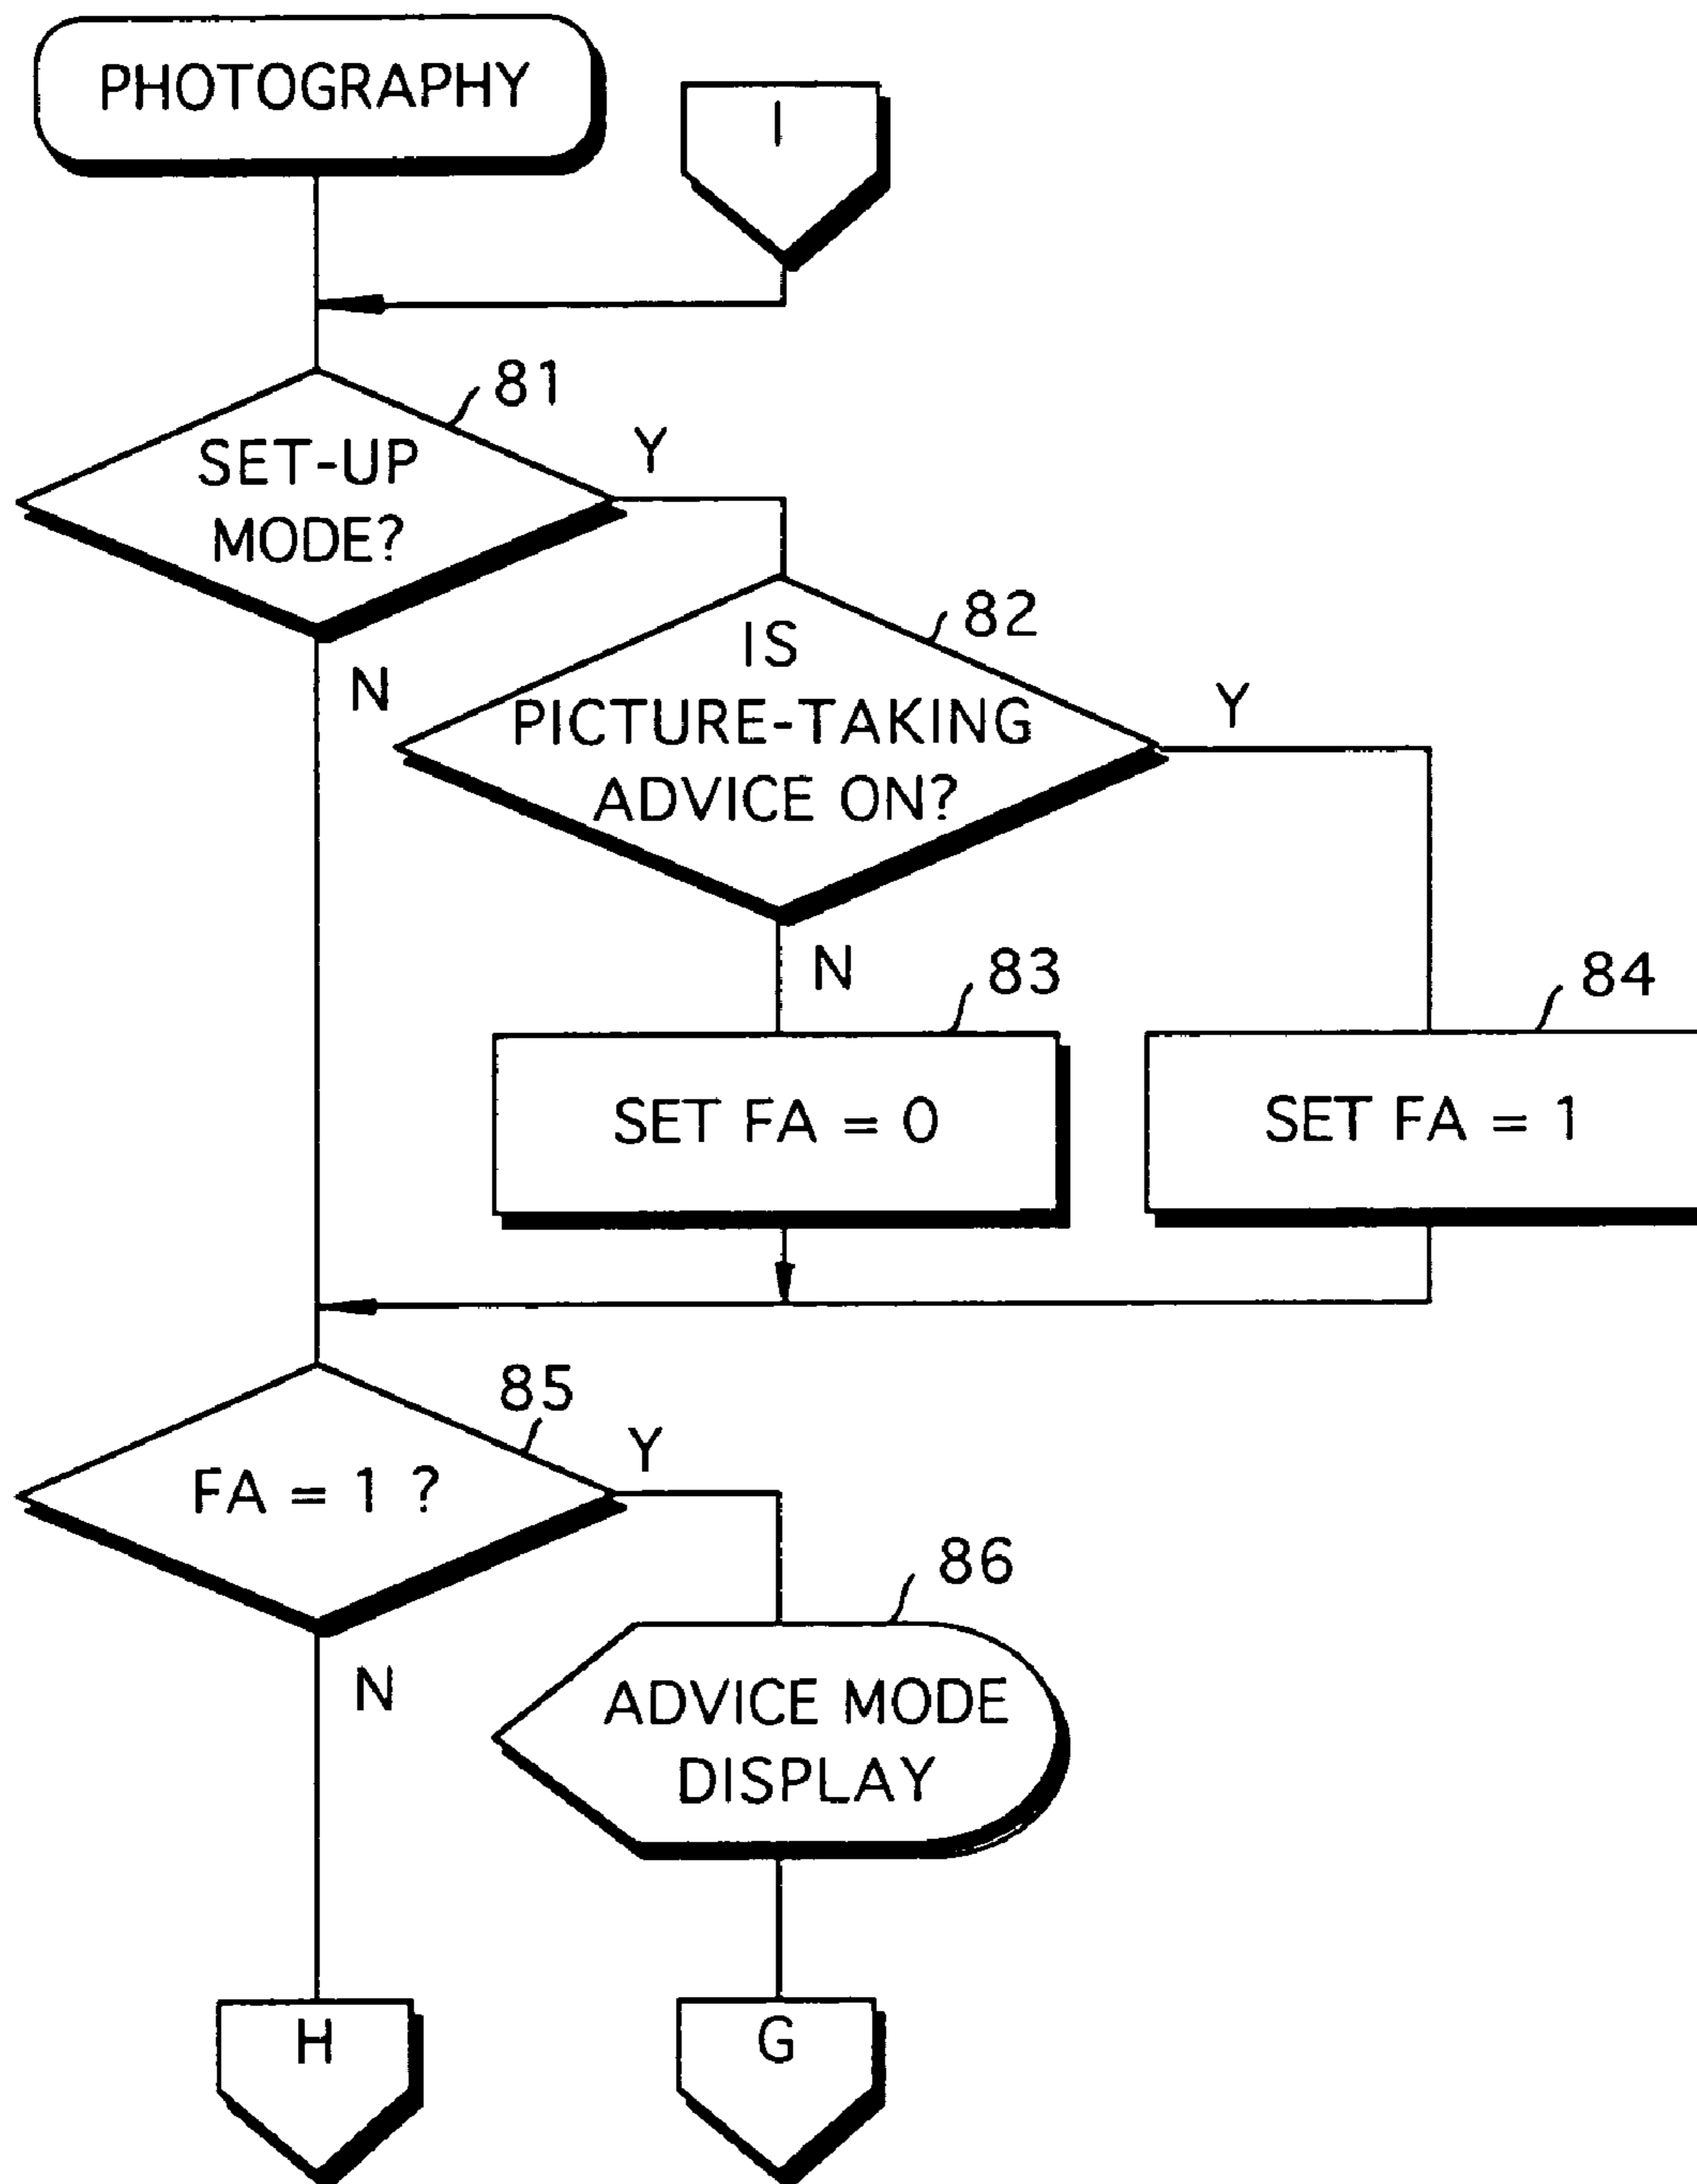 PHOTOGRAPHY
I
81
SET-UP
MODE?
Y
N
82
IS
PICTURE-TAKING
ADVICE ON?
Y
N
83
SET FA = 0
84
SET FA = 1
85
FA = 1 ?
Y
N
86
ADVICE MODE
DISPLAY
H
G